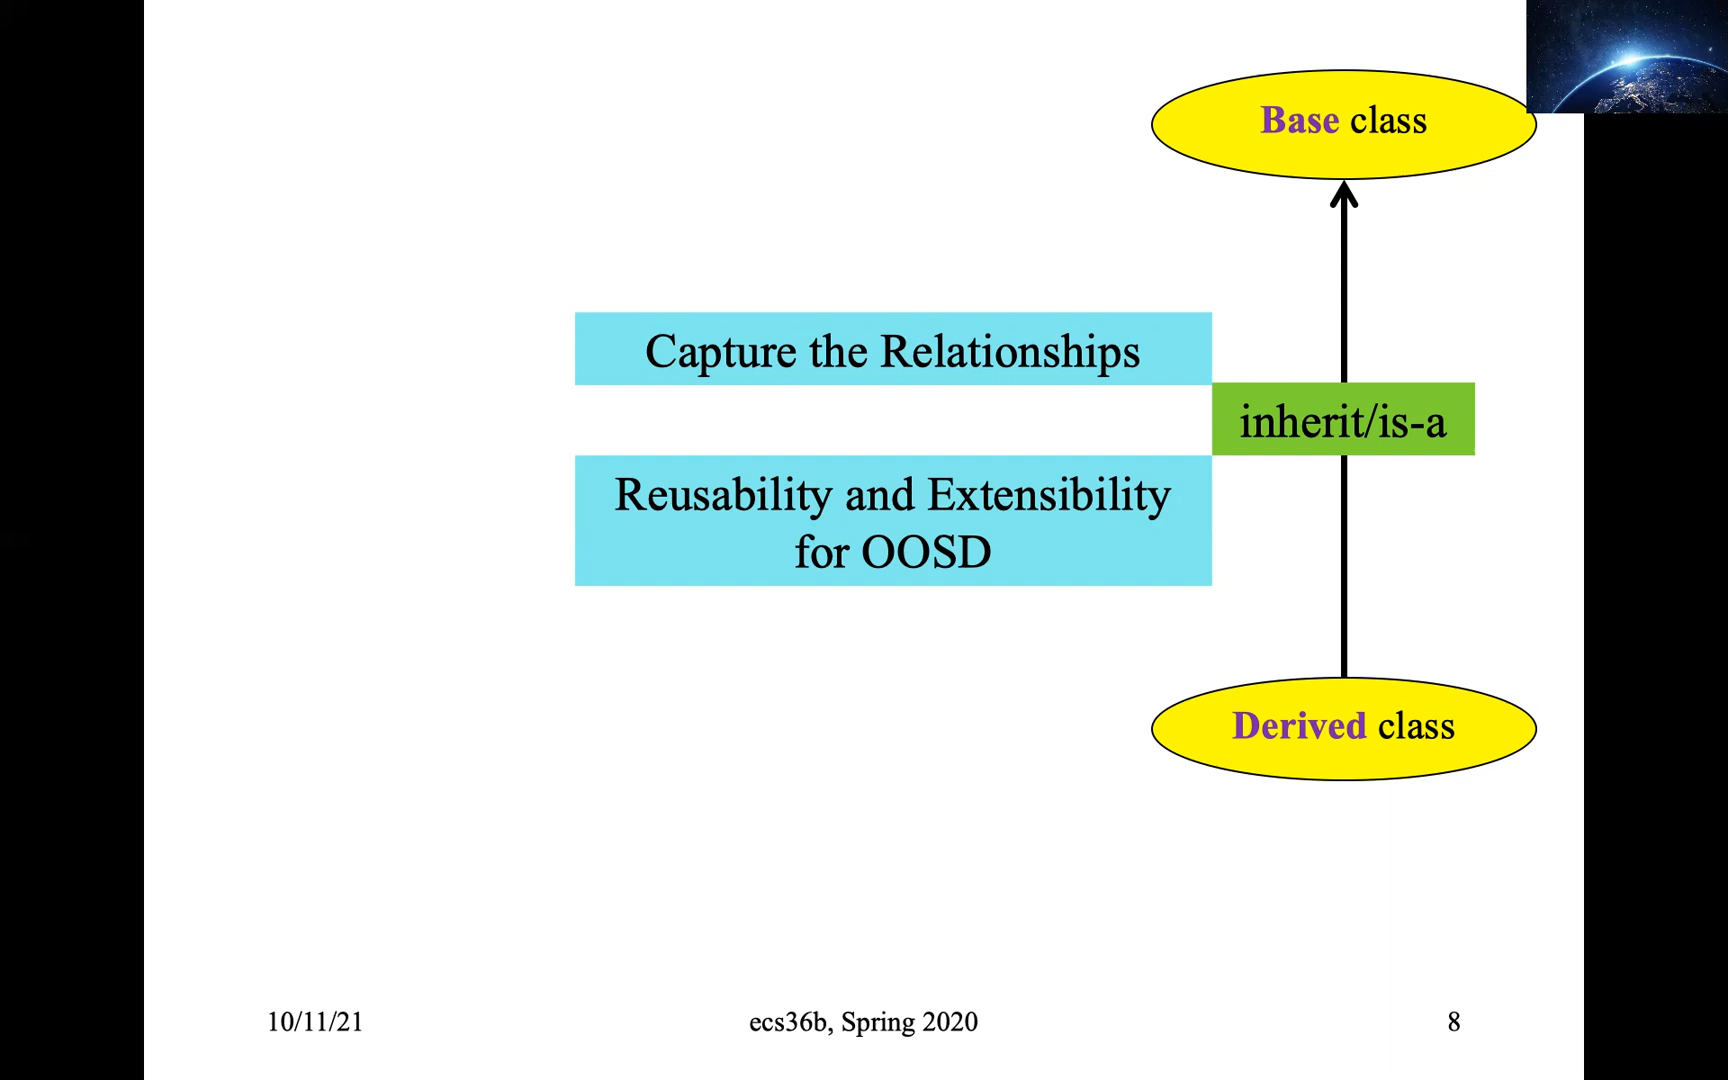 Base class
Capture the Relationships
inherit/is-a
Reusability and Extensibility
for OOSD
Derived class
10/11/21
ecs36b, Spring 2020
8